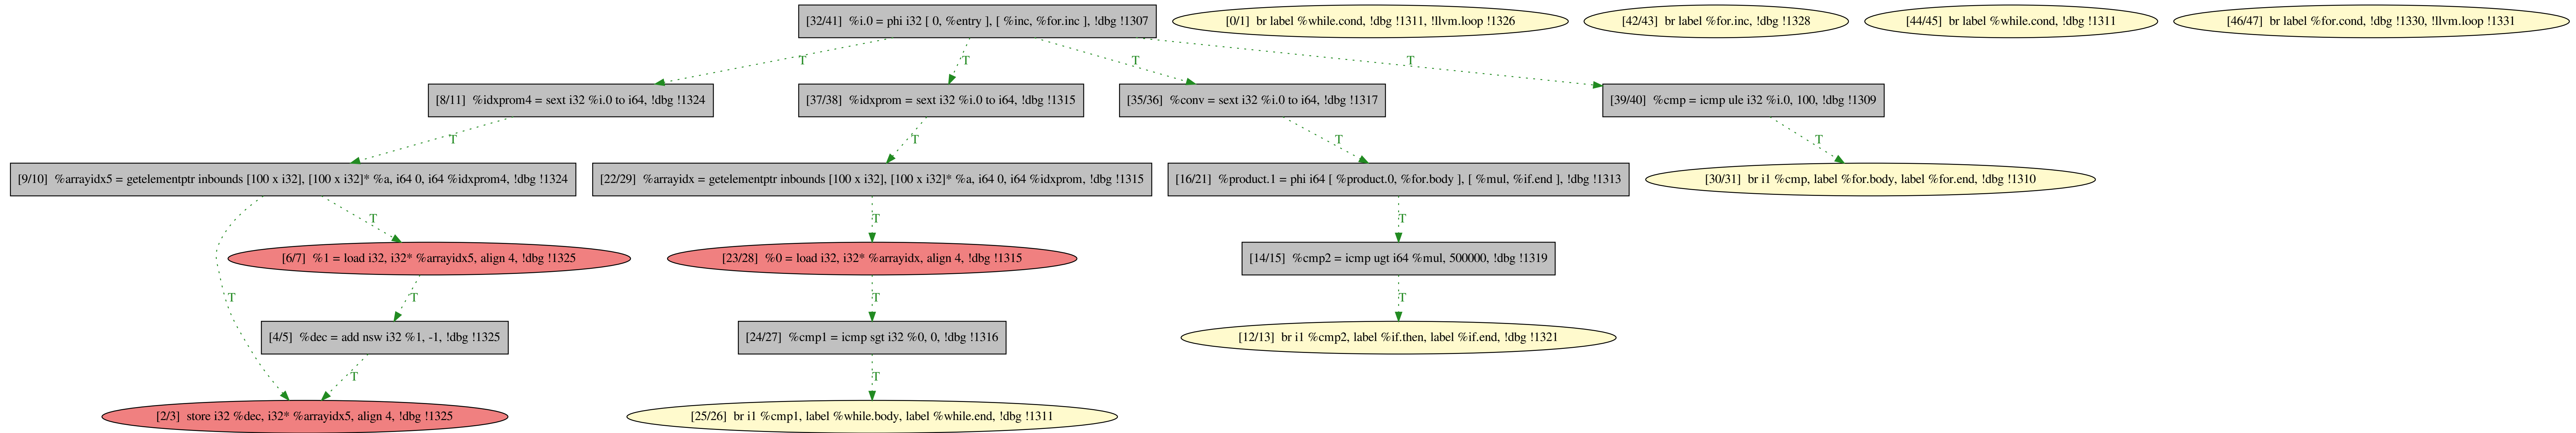 [32/41]  %i.0 = phi i32 [ 0, %entry ], [ %inc, %for.inc ], !dbg !1307
[0/1]  br label %while.cond, !dbg !1311, !llvm.loop !1326
[42/43]  br label %for.inc, !dbg !1328
[44/45]  br label %while.cond, !dbg !1311
[46/47]  br label %for.cond, !dbg !1330, !llvm.loop !1331
T
T
T
T
[8/11]  %idxprom4 = sext i32 %i.0 to i64, !dbg !1324
[37/38]  %idxprom = sext i32 %i.0 to i64, !dbg !1315
[35/36]  %conv = sext i32 %i.0 to i64, !dbg !1317
[39/40]  %cmp = icmp ule i32 %i.0, 100, !dbg !1309
T
T
T
T
[9/10]  %arrayidx5 = getelementptr inbounds [100 x i32], [100 x i32]* %a, i64 0, i64 %idxprom4, !dbg !1324
[22/29]  %arrayidx = getelementptr inbounds [100 x i32], [100 x i32]* %a, i64 0, i64 %idxprom, !dbg !1315
[16/21]  %product.1 = phi i64 [ %product.0, %for.body ], [ %mul, %if.end ], !dbg !1313
[30/31]  br i1 %cmp, label %for.body, label %for.end, !dbg !1310
T
T
T
[6/7]  %1 = load i32, i32* %arrayidx5, align 4, !dbg !1325
[23/28]  %0 = load i32, i32* %arrayidx, align 4, !dbg !1315
[14/15]  %cmp2 = icmp ugt i64 %mul, 500000, !dbg !1319
T
T
T
T
[4/5]  %dec = add nsw i32 %1, -1, !dbg !1325
[24/27]  %cmp1 = icmp sgt i32 %0, 0, !dbg !1316
[12/13]  br i1 %cmp2, label %if.then, label %if.end, !dbg !1321
T
T
[2/3]  store i32 %dec, i32* %arrayidx5, align 4, !dbg !1325
[25/26]  br i1 %cmp1, label %while.body, label %while.end, !dbg !1311